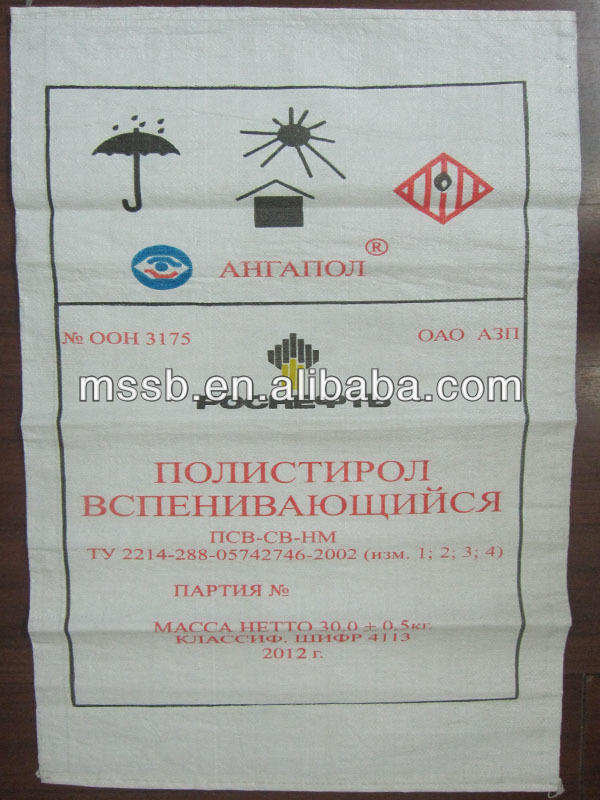 АНГАПОЛ ®
№ ООН 3175
ОАО АЗП
mssb.en.alibaba.com
РОСНЕФТЬ
ПОЛИСТИРОЛ
ВСПЕНИВАЮЩИЙСЯ
ПСВ-СВ-НМ
ТУ 2214-288-05742746-2002 (изм. 1; 2; 3; 4)
ПАРТИЯ №
МАССА НЕТТО 30,0 ± 0,5кг.
КЛАССИФ. ШИФР 4113
2012 г.